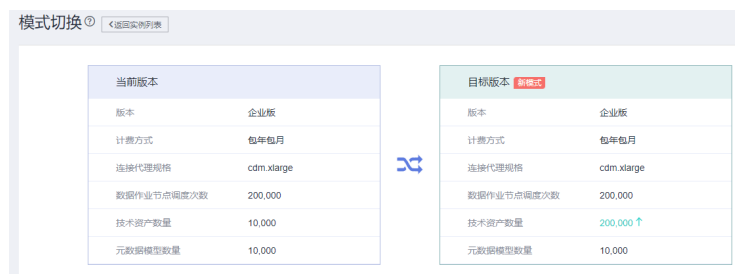 模式切换 ? <返回实例列表
当前版本
版本 企业版
计费方式 包年包月
连接代理规格 cdm.xlarge
数据作业节点调度次数 200,000
技术资产数量 10,000
元数据模型数量 10,000
目标版本 新模式
版本 企业版
计费方式 包年包月
连接代理规格 cdm.xlarge
数据作业节点调度次数 200,000
技术资产数量 200,000↑
元数据模型数量 10,000